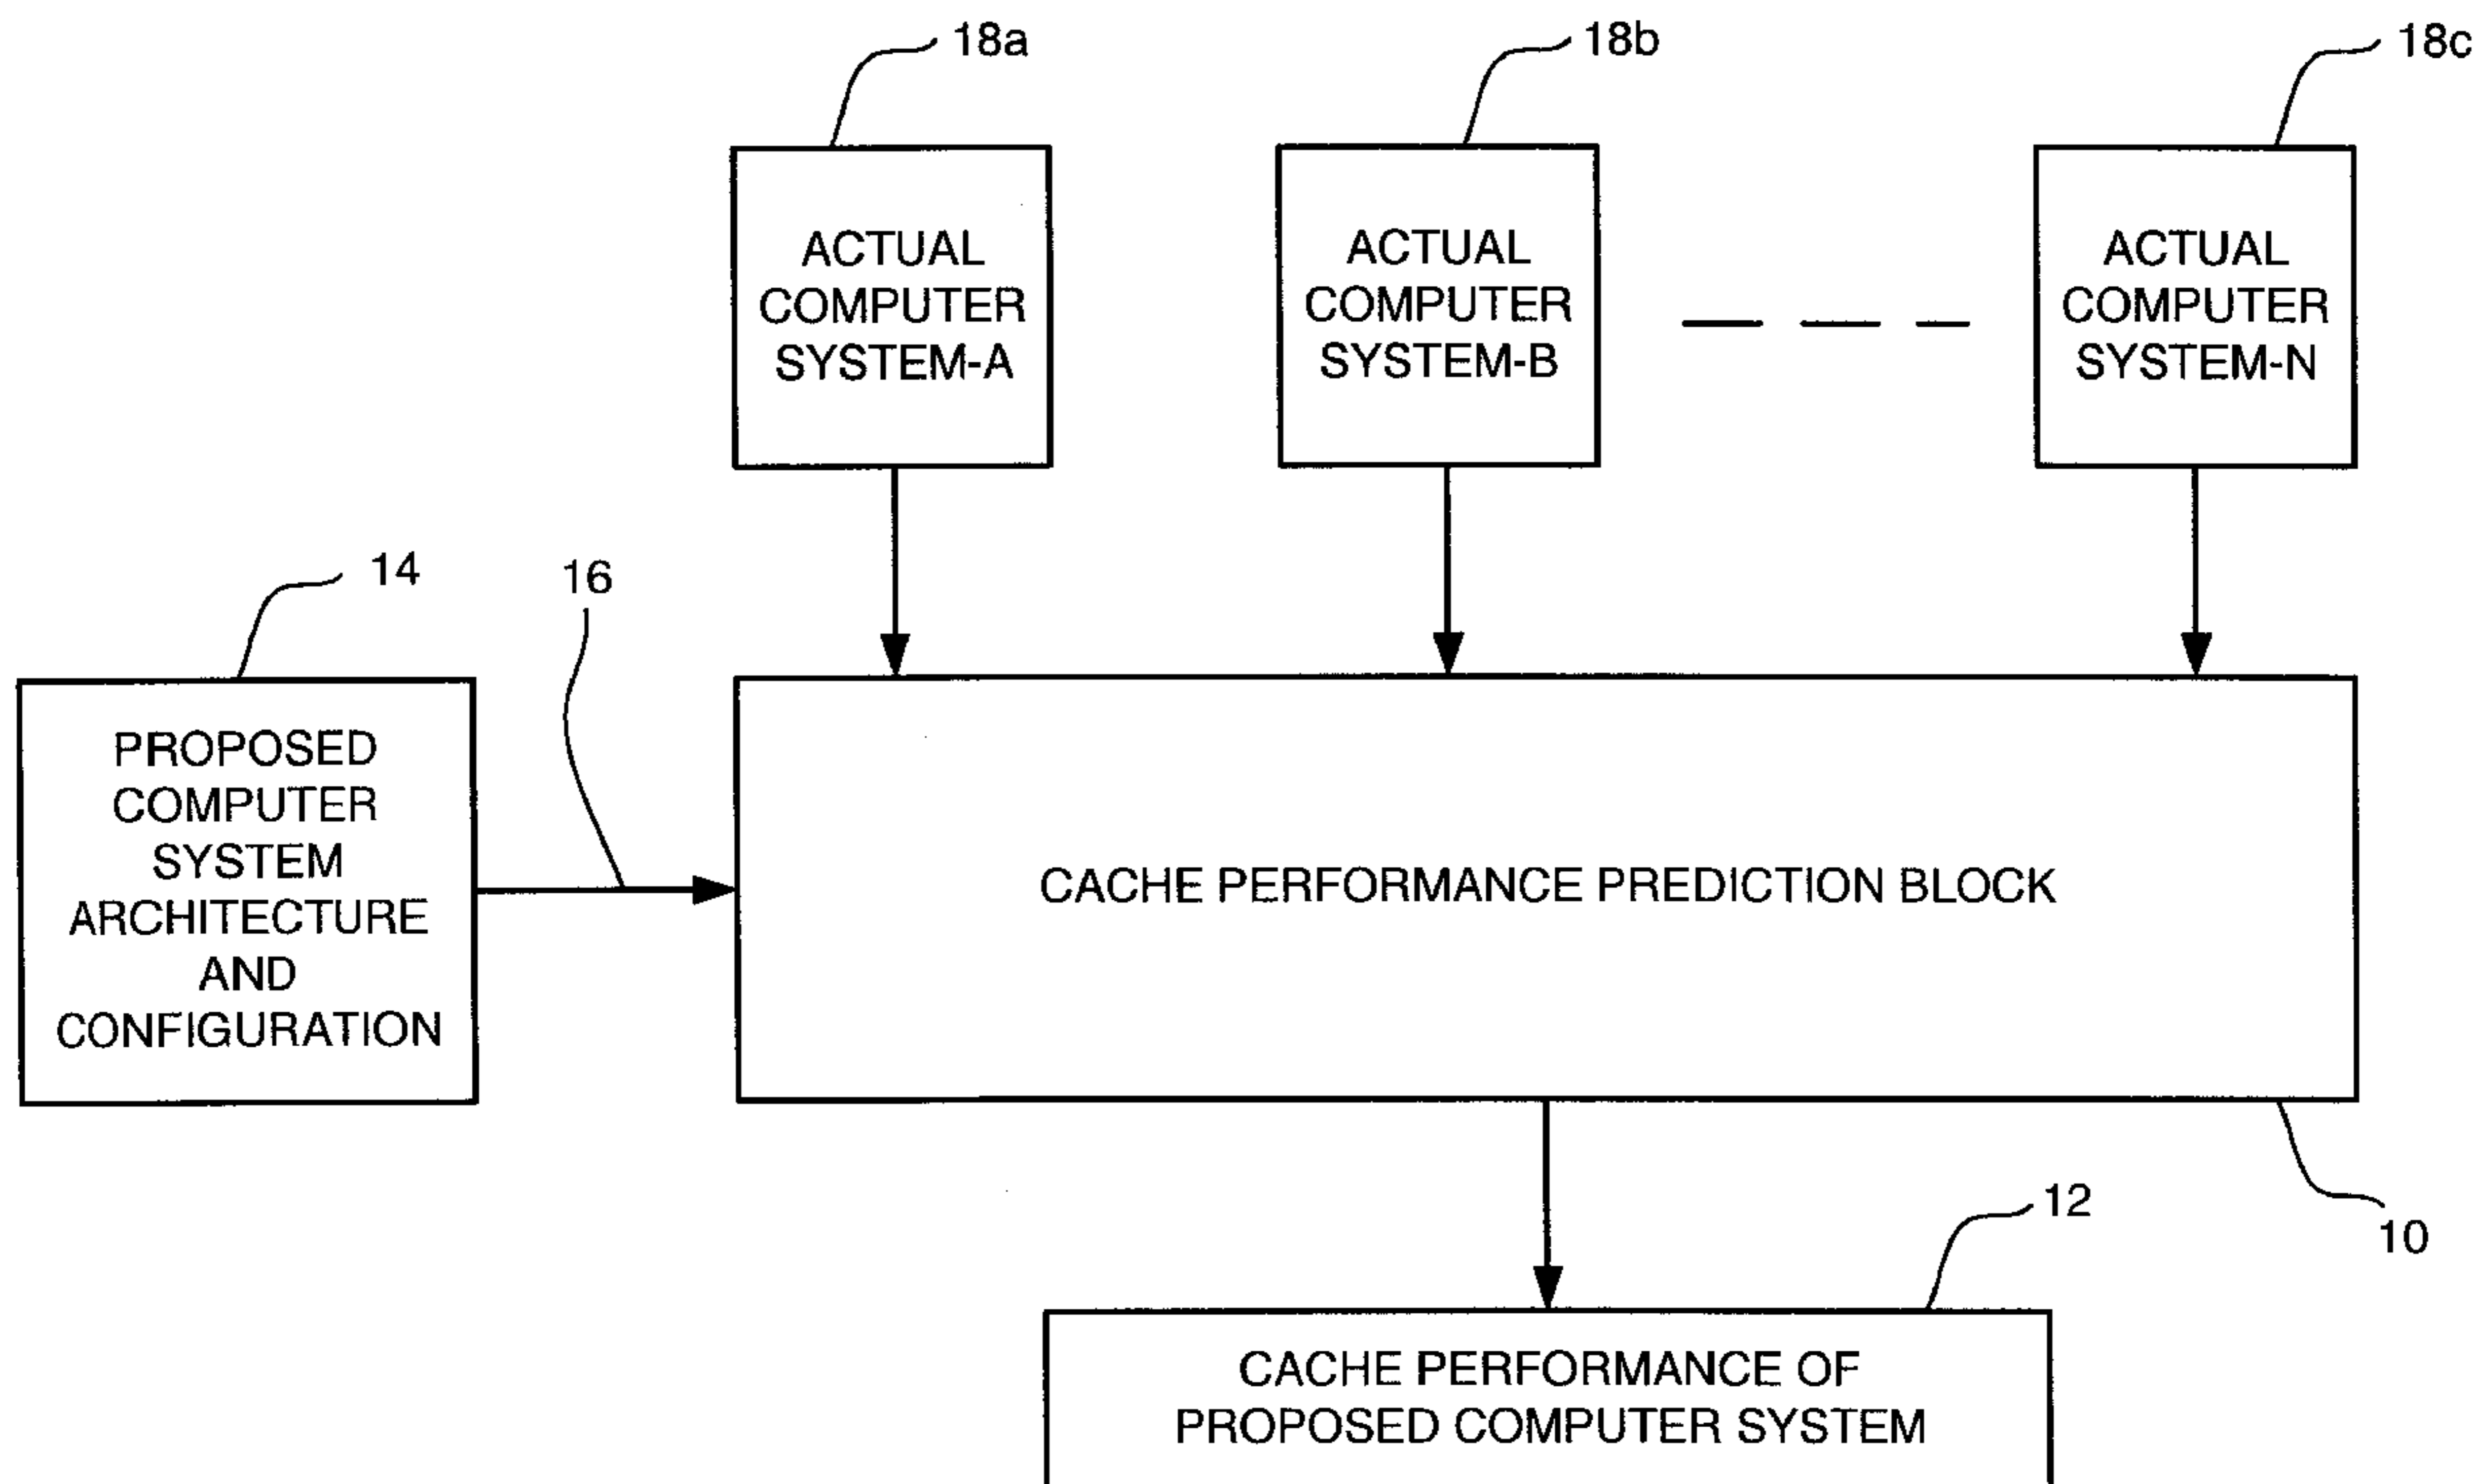 18a
18b
18c
ACTUAL
COMPUTER
SYSTEM-A
ACTUAL
COMPUTER
SYSTEM-B
ACTUAL
COMPUTER
SYSTEM-N
14
16
PROPOSED
COMPUTER
SYSTEM
ARCHITECTURE
AND
CONFIGURATION
CACHE PERFORMANCE PREDICTION BLOCK
12
10
CACHE PERFORMANCE OF
PROPOSED COMPUTER SYSTEM